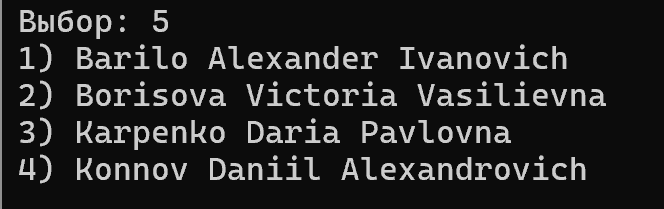 Выбор: 5
1) Barilo Alexander Ivanovich
2) Borisova Victoria Vasilievna
3) Karpenko Daria Pavlovna
4) Konnov Daniil Alexandrovich